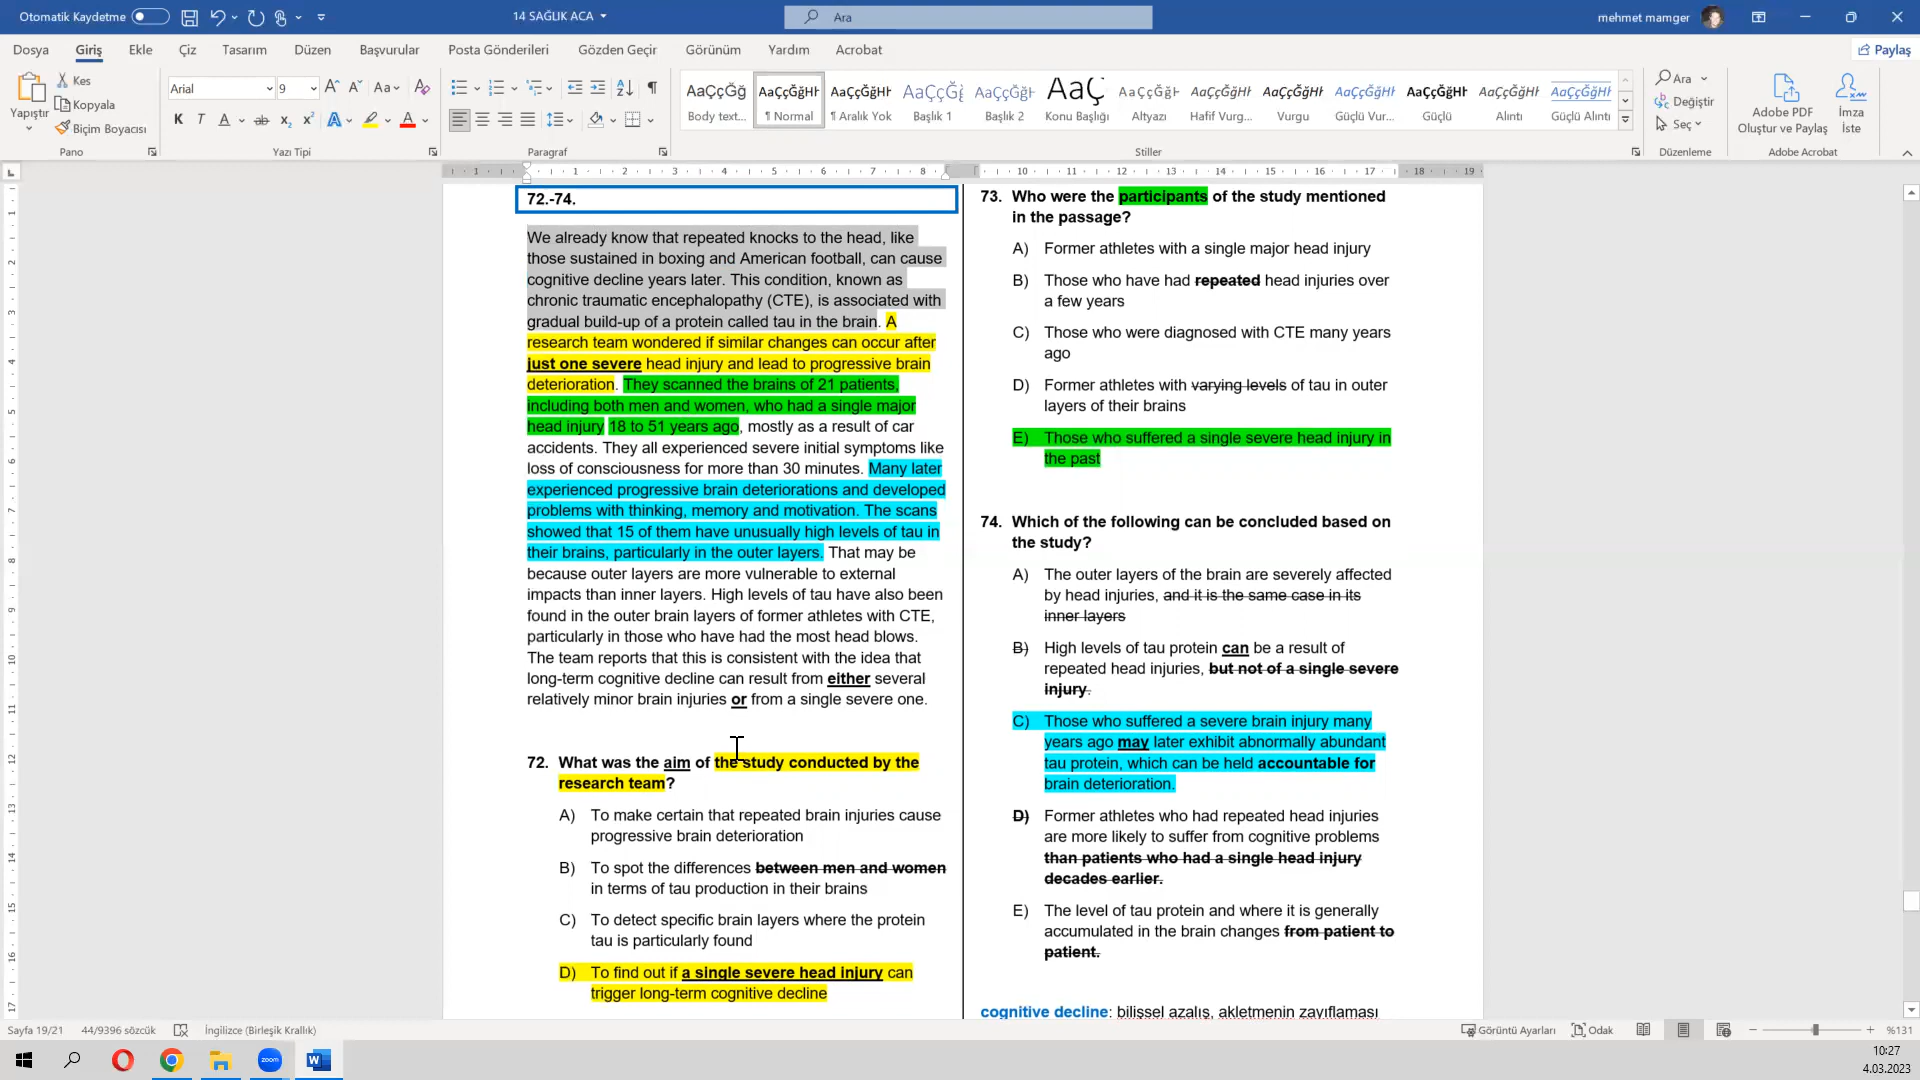 Otomatik Kaydetme
14 SAĞLIK ACA
Ara
mehmet mamger
Dosya Giriş Ekle Çiz Tasarım Düzen Başvurular Posta Gönderileri Gözden Geçir Görünüm Yardım Acrobat
Paylaş
Yapıştır
Kes
Kopyala
Biçim Boyacısı
Pano
Arial 9
Yazı Tipi
Paragraf
Body text... ¶ Normal ¶ Aralık Yok Başlık 1 Başlık 2 Konu Başlığı Altyazı Hafif Vurg... Vurgu Güçlü Vur... Güçlü Alıntı Güçlü Alıntı
Stiller
Ara
Değiştir
Seç
Düzenleme
Adobe PDF
Oluştur ve Paylaş
İmza
İste
Adobe Acrobat
72.-74.
We already know that repeated knocks to the head, like
those sustained in boxing and American football, can cause
cognitive decline years later. This condition, known as
chronic traumatic encephalopathy (CTE), is associated with
gradual build-up of a protein called tau in the brain. A
research team wondered if similar changes can occur after
just one severe head injury and lead to progressive brain
deterioration. They scanned the brains of 21 patients,
including both men and women, who had a single major
head injury 18 to 51 years ago, mostly as a result of car
accidents. They all experienced severe initial symptoms like
loss of consciousness for more than 30 minutes. Many later
experienced progressive brain deteriorations and developed
problems with thinking, memory and motivation. The scans
showed that 15 of them have unusually high levels of tau in
their brains, particularly in the outer layers. That may be
because outer layers are more vulnerable to external
impacts than inner layers. High levels of tau have also been
found in the outer brain layers of former athletes with CTE,
particularly in those who have had the most head blows.
The team reports that this is consistent with the idea that
long-term cognitive decline can result from either several
relatively minor brain injuries or from a single severe one.
72. What was the aim of the study conducted by the
research team?
A) To make certain that repeated brain injuries cause
progressive brain deterioration
B) To spot the differences between men and women
in terms of tau production in their brains
C) To detect specific brain layers where the protein
tau is particularly found
D) To find out if a single severe head injury can
trigger long-term cognitive decline
73. Who were the participants of the study mentioned
in the passage?
A) Former athletes with a single major head injury
B) Those who have had repeated head injuries over
a few years
C) Those who were diagnosed with CTE many years
ago
D) Former athletes with varying levels of tau in outer
layers of their brains
E) Those who suffered a single severe head injury in
the past
74. Which of the following can be concluded based on
the study?
A) The outer layers of the brain are severely affected
by head injuries, and it is the same case in its
inner layers
B) High levels of tau protein can be a result of
repeated head injuries, but not of a single severe
injury.
C) Those who suffered a severe brain injury many
years ago may later exhibit abnormally abundant
tau protein, which can be held accountable for
brain deterioration.
D) Former athletes who had repeated head injuries
are more likely to suffer from cognitive problems
than patients who had a single head injury
decades earlier.
E) The level of tau protein and where it is generally
accumulated in the brain changes from patient to
patient.
cognitive decline: bilişsel azalış, akletmenin zayıflaması
Sayfa 19/21 44/9396 sözcük İngilizce (Birleşik Krallık)
Görüntü Ayarları Odak %131
zoom
10:27
4.03.2023